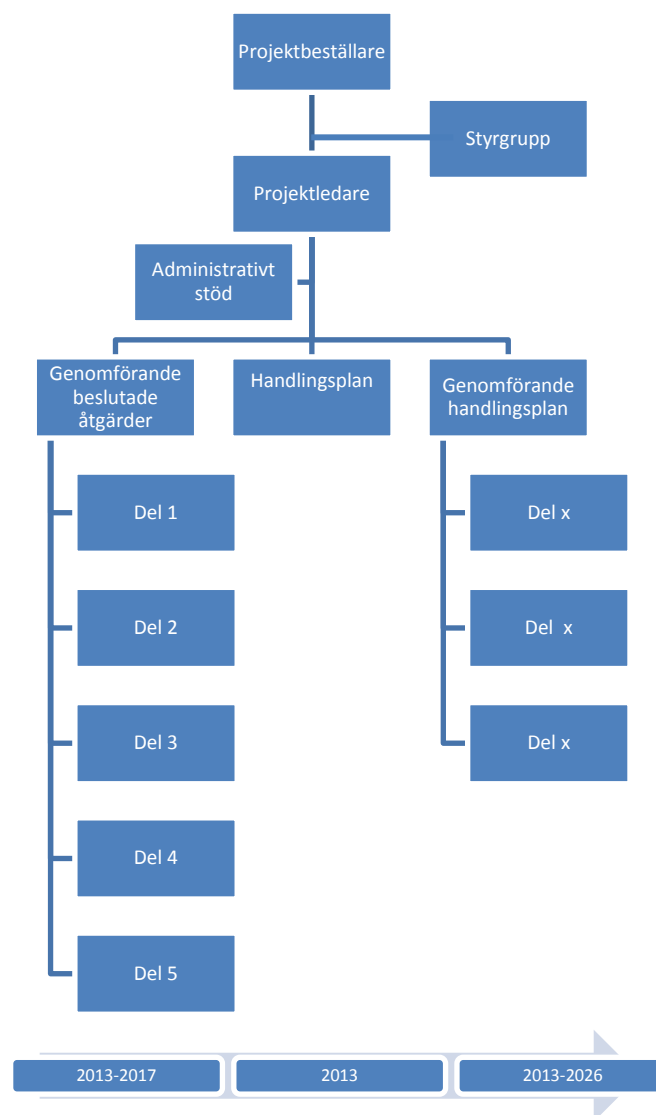 Projektbeställare
Styrgrupp
Projektledare
Administrativt
stöd
Genomförande
beslutade
åtgärder
Handlingsplan
Genomförande
handlingsplan
Del 1
Del 2
Del 3
Del 4
Del 5
Del x
Del x
Del x
2013-2017
2013
2013-2026